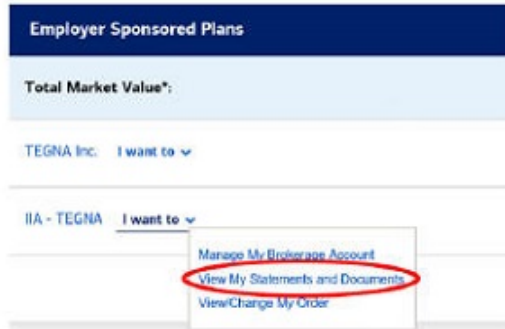 Employer Sponsored Plans
Total Market Value*:
TEGNA Inc. I want to
IIA - TEGNA I want to
Manage My Brokerage Account
View My Statements and Documents
View/Change My Order